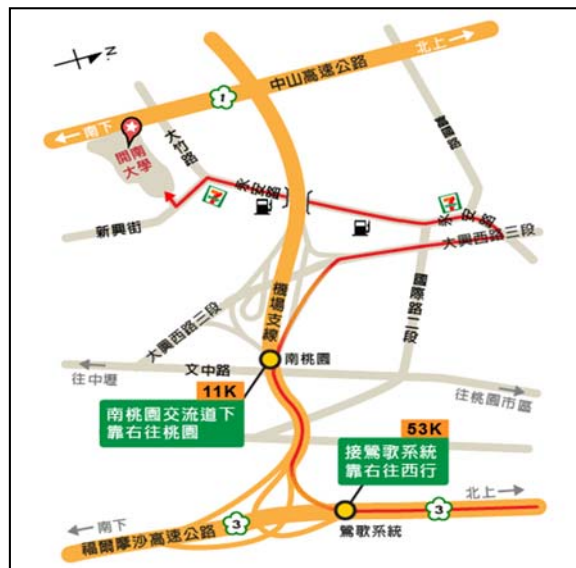 N
北上
中山高速公路
1
南下
開南
大學
大竹路
富國路
永安路
永安路
新興街
大興西路三段
大興西路三段
國際路二段
機場支線
南桃園
文中路
往中壢
往桃園市區
11K
南桃園交流道下
靠右往桃園
53K
接鶯歌系統
靠右往西行
北上
3
3
南下
福爾摩沙高速公路
鶯歌系統